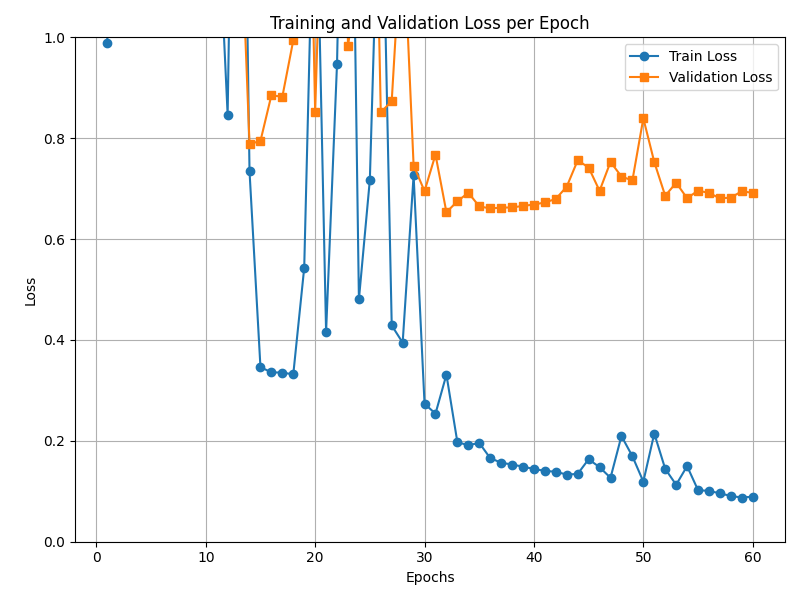 Training and Validation Loss per Epoch
Train Loss
Validation Loss
Loss
1.0
0.8
0.6
0.4
0.2
0.0
0 10 20 30 40 50 60
Epochs